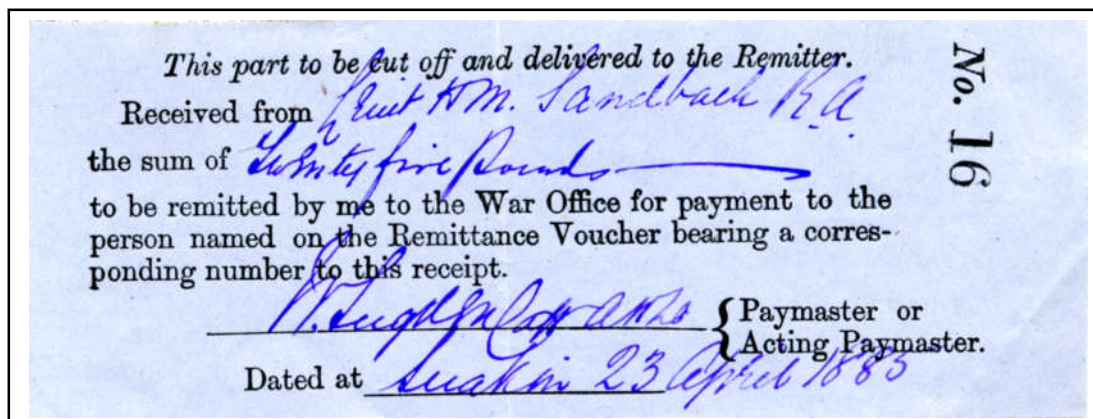 This part to be cut off and delivered to the Remitter.
Received from Lieut H M. Sandbach R.A.
the sum of Twenty five Pounds
to be remitted by me to the War Office for payment to the
person named on the Remittance Voucher bearing a corres-
ponding number to this receipt.
Paymaster or
Acting Paymaster.
Dated at Suakin 23 April 1885
No. 16